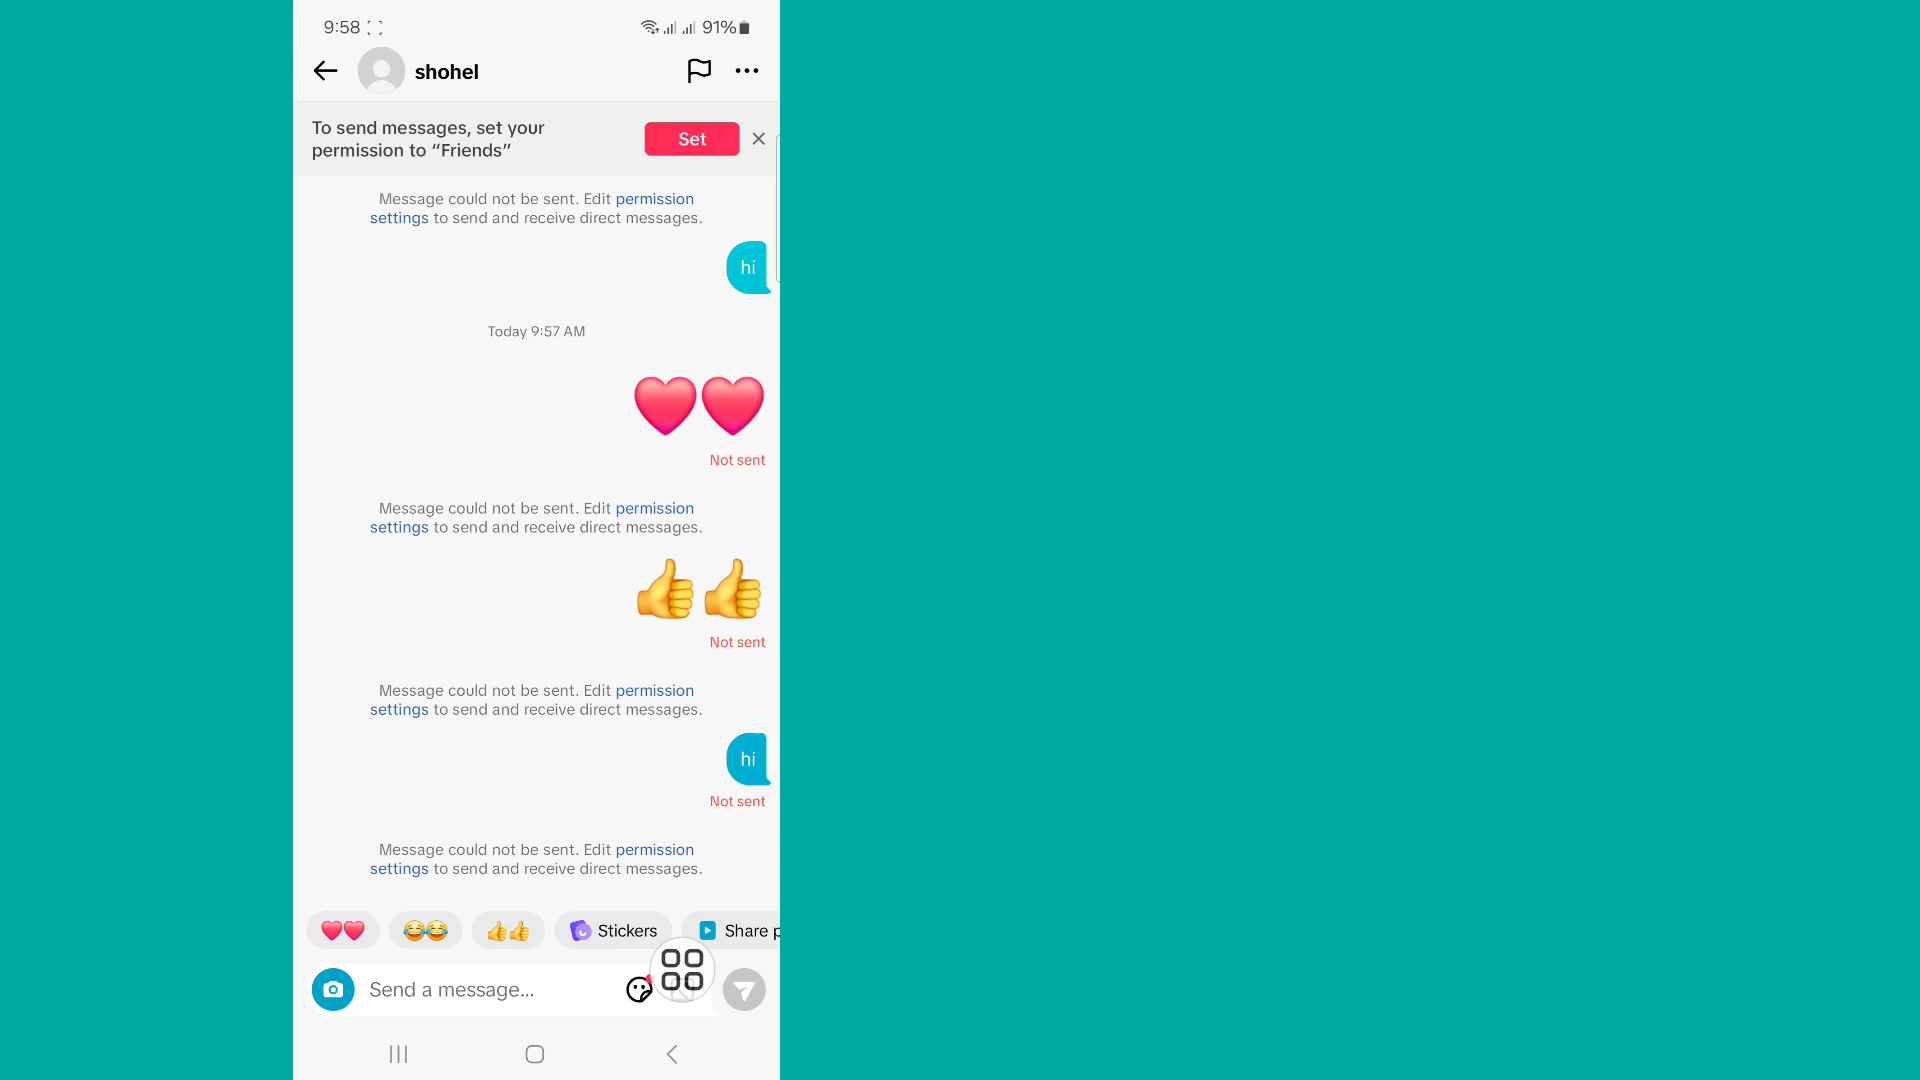 9:58 91%
shohel
To send messages, set your
permission to “Friends”
Set
Message could not be sent. Edit permission
settings to send and receive direct messages.
hi
Today 9:57 AM
Not sent
Message could not be sent. Edit permission
settings to send and receive direct messages.
Not sent
Message could not be sent. Edit permission
settings to send and receive direct messages.
hi
Not sent
Message could not be sent. Edit permission
settings to send and receive direct messages.
Stickers Share p
Send a message...